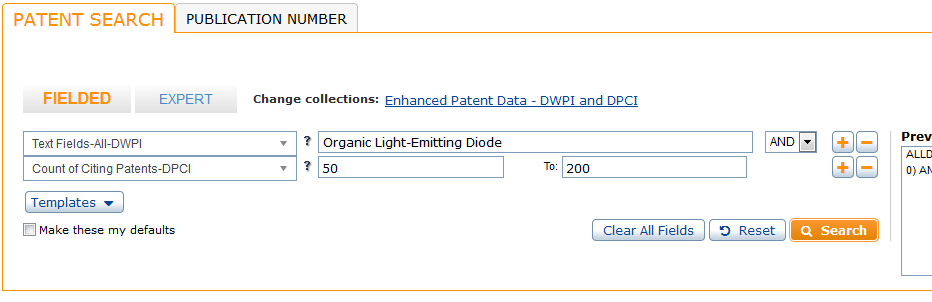 PATENT SEARCH PUBLICATION NUMBER
FIELDED EXPERT Change collections: Enhanced Patent Data - DWPI and DPCI
Text Fields-All-DWPI ? Organic Light-Emitting Diode AND + −
Count of Citing Patents-DPCI ? 50 To: 200 + −
Templates
Make these my defaults
Clear All Fields Reset Search
Prev
ALLD
0) AN